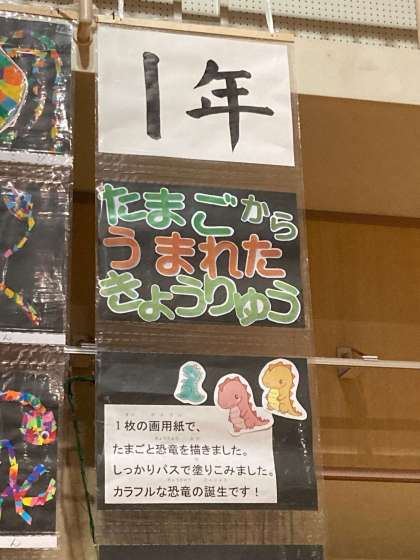 1年
たまごから
うまれた
きょうりゅう
1枚の画用紙で、
たまごと恐竜を描きました。
しっかりパスで塗りこみました。
カラフルな恐竜の誕生です！